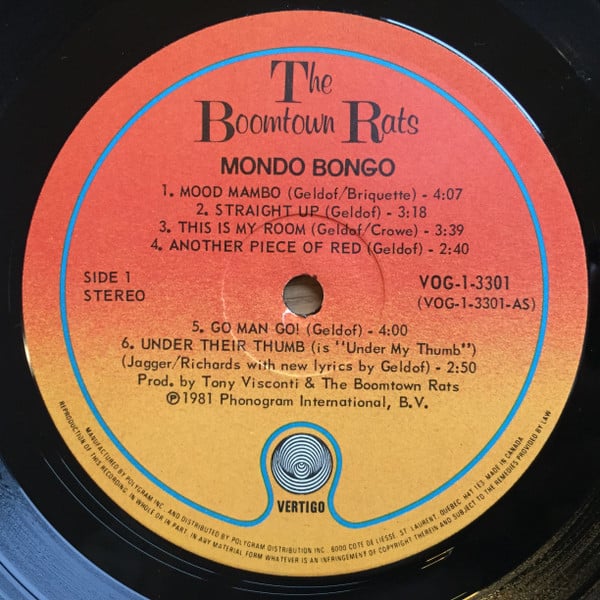 The
Boomtown Rats
MONDO BONGO
1. MOOD MAMBO (Geldof/Briquette) - 4:07
2. STRAIGHT UP (Geldof) - 3:18
3. THIS IS MY ROOM (Geldof/Crowe) - 3:39
4. ANOTHER PIECE OF RED (Geldof) - 2:40
SIDE 1
STEREO
VOG-1-3301
(VOG-1-3301-AS)
5. GO MAN GO! (Geldof) - 4:00
6. UNDER THEIR THUMB (is "Under My Thumb")
(Jagger/Richards with new lyrics by Geldof) - 2:50
Prod. by Tony Visconti & The Boomtown Rats
℗1981 Phonogram International, B.V.
VERTIGO
MANUFACTURED BY POLYGRAM INC. AND DISTRIBUTED BY POLYGRAM DISTRIBUTION INC. 6000 COTE DE LIESSE, ST. LAURENT, QUEBEC H4T 1E3 MADE IN CANADA
REPRODUCTION OF THIS RECORDING, IN WHOLE OR IN PART, IN ANY MATERIAL FORM WHATEVER IS AN INFRINGEMENT OF COPYRIGHT THEREIN AND SUBJECT TO THE REMEDIES PROVIDED BY LAW